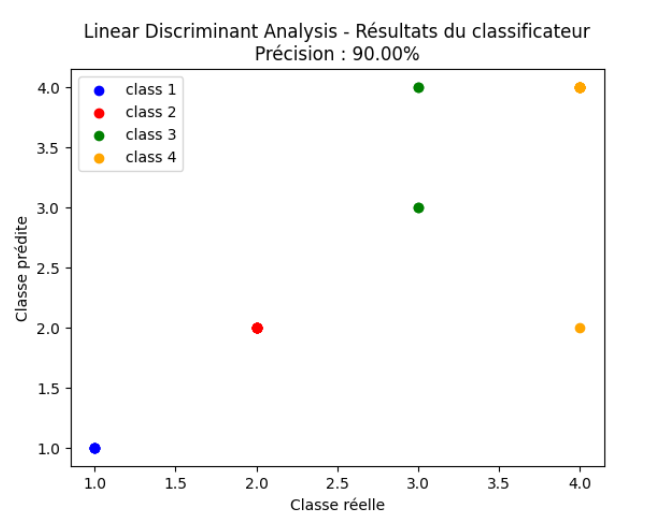 Linear Discriminant Analysis - Résultats du classificateur
Précision : 90.00%
class 1
class 2
class 3
class 4
Classe prédite
4.0
3.5
3.0
2.5
2.0
1.5
1.0
1.0 1.5 2.0 2.5 3.0 3.5 4.0
Classe réelle